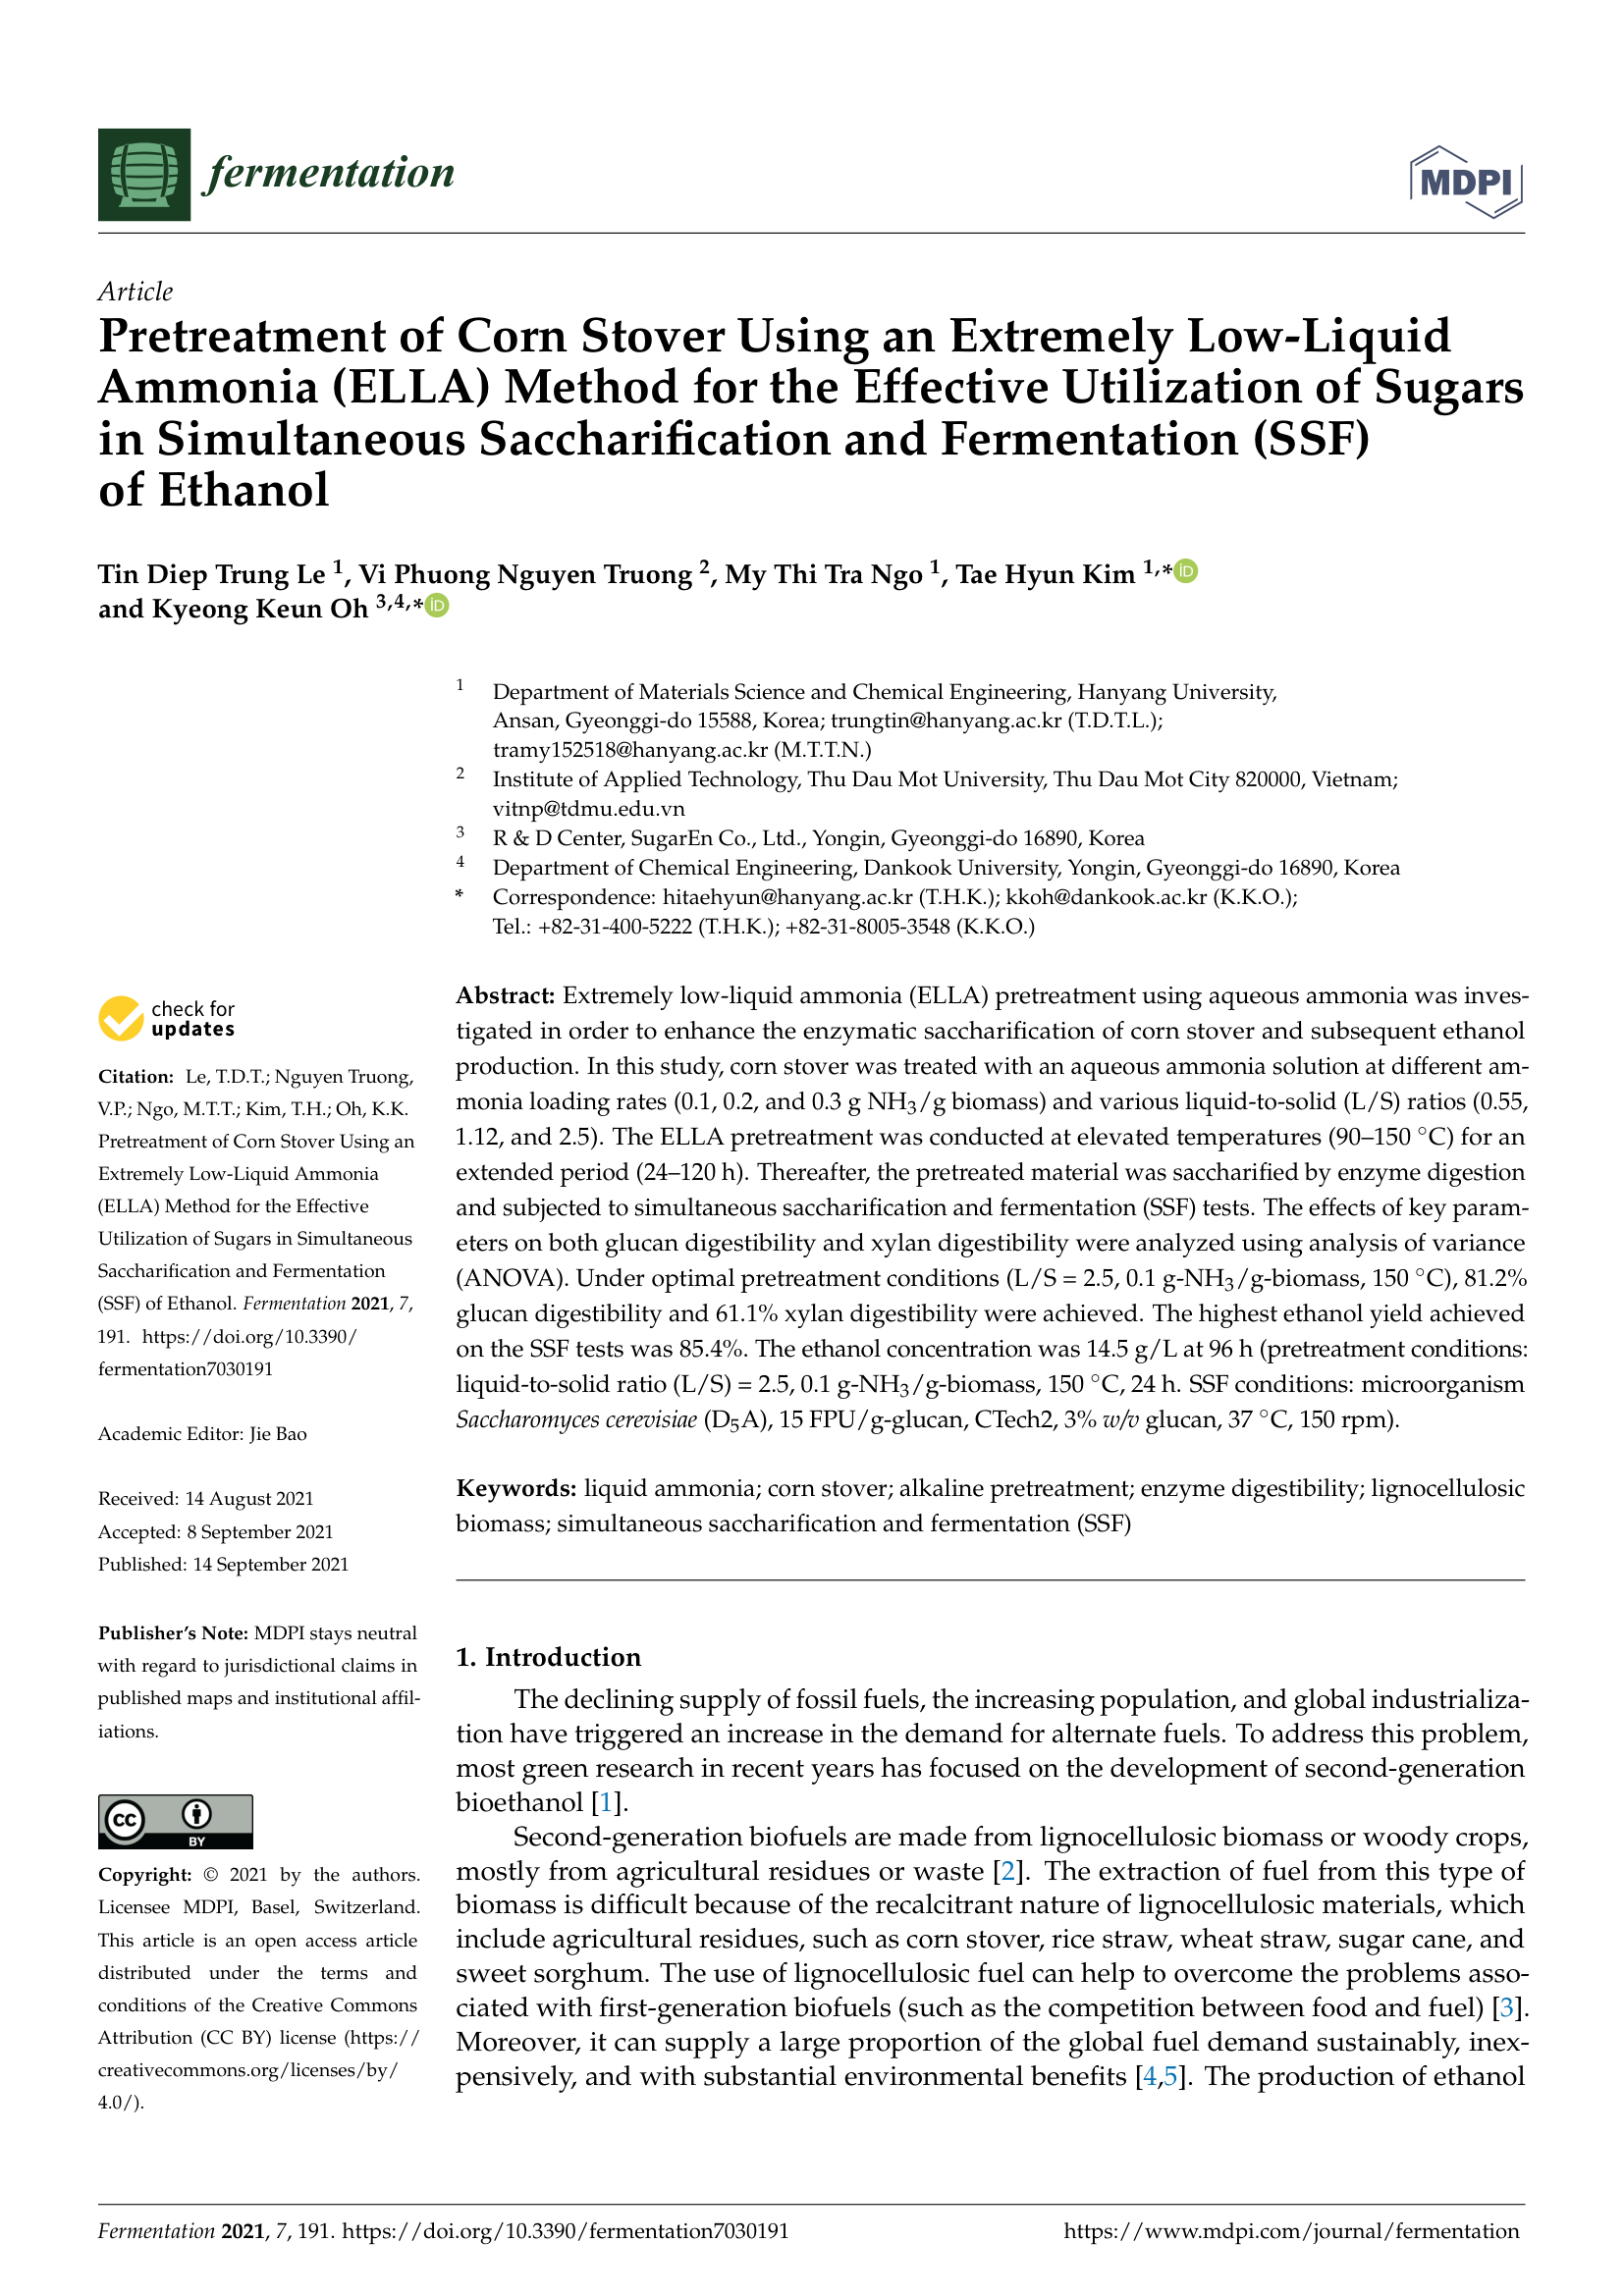 fermentation
MDPI
Article
Pretreatment of Corn Stover Using an Extremely Low-Liquid
Ammonia (ELLA) Method for the Effective Utilization of Sugars
in Simultaneous Saccharification and Fermentation (SSF)
of Ethanol
Tin Diep Trung Le 1, Vi Phuong Nguyen Truong 2, My Thi Tra Ngo 1, Tae Hyun Kim 1,* iD
and Kyeong Keun Oh 3,4,* iD
1 Department of Materials Science and Chemical Engineering, Hanyang University,
Ansan, Gyeonggi-do 15588, Korea; trungtin@hanyang.ac.kr (T.D.T.L.);
tramy152518@hanyang.ac.kr (M.T.T.N.)
2 Institute of Applied Technology, Thu Dau Mot University, Thu Dau Mot City 820000, Vietnam;
vitnp@tdmu.edu.vn
3 R & D Center, SugarEn Co., Ltd., Yongin, Gyeonggi-do 16890, Korea
4 Department of Chemical Engineering, Dankook University, Yongin, Gyeonggi-do 16890, Korea
* Correspondence: hitaehyun@hanyang.ac.kr (T.H.K.); kkoh@dankook.ac.kr (K.K.O.);
Tel.: +82-31-400-5222 (T.H.K.); +82-31-8005-3548 (K.K.O.)
check for
updates
Citation: Le, T.D.T.; Nguyen Truong,
V.P.; Ngo, M.T.T.; Kim, T.H.; Oh, K.K.
Pretreatment of Corn Stover Using an
Extremely Low-Liquid Ammonia
(ELLA) Method for the Effective
Utilization of Sugars in Simultaneous
Saccharification and Fermentation
(SSF) of Ethanol. Fermentation 2021, 7,
191. https://doi.org/10.3390/
fermentation7030191
Academic Editor: Jie Bao
Received: 14 August 2021
Accepted: 8 September 2021
Published: 14 September 2021
Publisher's Note: MDPI stays neutral
with regard to jurisdictional claims in
published maps and institutional affil-
iations.
CC BY
Copyright: © 2021 by the authors.
Licensee MDPI, Basel, Switzerland.
This article is an open access article
distributed under the terms and
conditions of the Creative Commons
Attribution (CC BY) license (https://
creativecommons.org/licenses/by/
4.0/).
Abstract: Extremely low-liquid ammonia (ELLA) pretreatment using aqueous ammonia was inves-
tigated in order to enhance the enzymatic saccharification of corn stover and subsequent ethanol
production. In this study, corn stover was treated with an aqueous ammonia solution at different am-
monia loading rates (0.1, 0.2, and 0.3 g NH3/g biomass) and various liquid-to-solid (L/S) ratios (0.55,
1.12, and 2.5). The ELLA pretreatment was conducted at elevated temperatures (90–150 °C) for an
extended period (24–120 h). Thereafter, the pretreated material was saccharified by enzyme digestion
and subjected to simultaneous saccharification and fermentation (SSF) tests. The effects of key param-
eters on both glucan digestibility and xylan digestibility were analyzed using analysis of variance
(ANOVA). Under optimal pretreatment conditions (L/S = 2.5, 0.1 g-NH3/g-biomass, 150 °C), 81.2%
glucan digestibility and 61.1% xylan digestibility were achieved. The highest ethanol yield achieved
on the SSF tests was 85.4%. The ethanol concentration was 14.5 g/L at 96 h (pretreatment conditions:
liquid-to-solid ratio (L/S) = 2.5, 0.1 g-NH3/g-biomass, 150 °C, 24 h. SSF conditions: microorganism
Saccharomyces cerevisiae (D5A), 15 FPU/g-glucan, CTech2, 3% w/v glucan, 37 °C, 150 rpm).
Keywords: liquid ammonia; corn stover; alkaline pretreatment; enzyme digestibility; lignocellulosic
biomass; simultaneous saccharification and fermentation (SSF)
1. Introduction
The declining supply of fossil fuels, the increasing population, and global industrializa-
tion have triggered an increase in the demand for alternate fuels. To address this problem,
most green research in recent years has focused on the development of second-generation
bioethanol [1].
Second-generation biofuels are made from lignocellulosic biomass or woody crops,
mostly from agricultural residues or waste [2]. The extraction of fuel from this type of
biomass is difficult because of the recalcitrant nature of lignocellulosic materials, which
include agricultural residues, such as corn stover, rice straw, wheat straw, sugar cane, and
sweet sorghum. The use of lignocellulosic fuel can help to overcome the problems asso-
ciated with first-generation biofuels (such as the competition between food and fuel) [3].
Moreover, it can supply a large proportion of the global fuel demand sustainably, inex-
pensively, and with substantial environmental benefits [4,5]. The production of ethanol
Fermentation 2021, 7, 191. https://doi.org/10.3390/fermentation7030191
https://www.mdpi.com/journal/fermentation